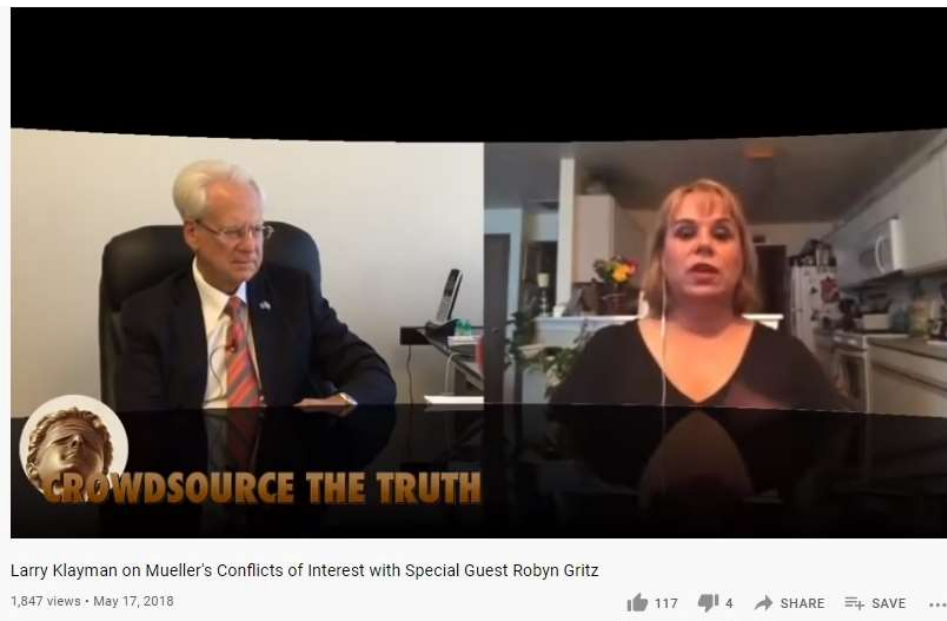 CROWDSOURCE THE TRUTH
Larry Klayman on Mueller's Conflicts of Interest with Special Guest Robyn Gritz
1,847 views • May 17, 2018
117 4 SHARE SAVE